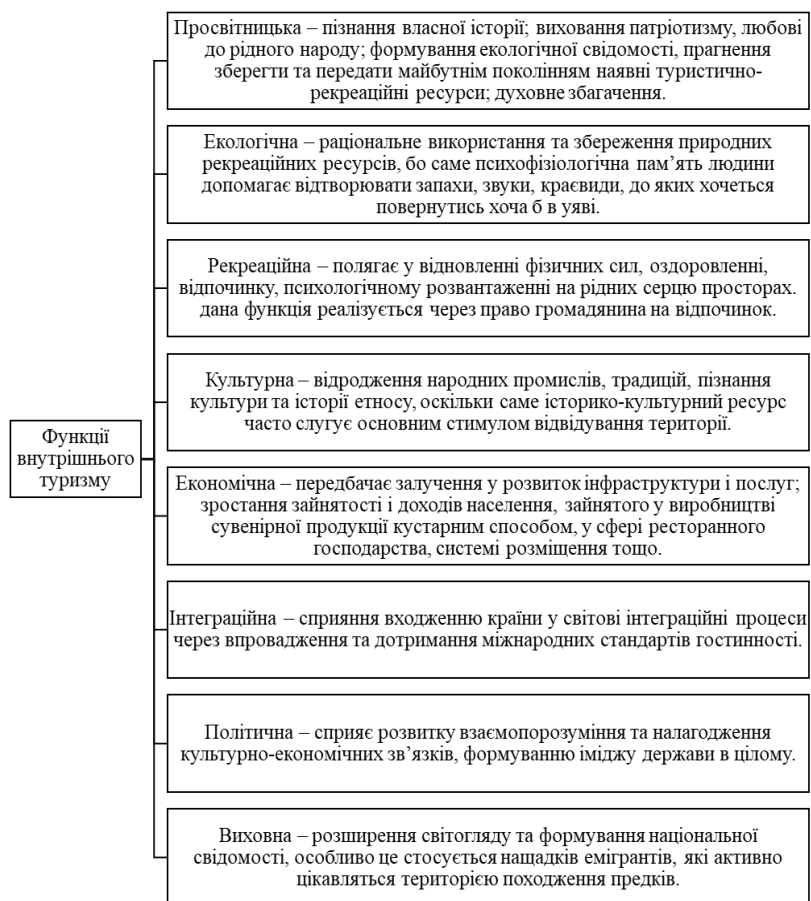 Функції
внутрішнього
туризму
Просвітницька – пізнання власної історії; виховання патріотизму, любові
до рідного народу; формування екологічної свідомості, прагнення
зберегти та передати майбутнім поколінням наявні туристично-
рекреаційні ресурси; духовне збагачення.
Екологічна – раціональне використання та збереження природних
рекреаційних ресурсів, бо саме психофізіологічна пам’ять людини
допомагає відтворювати запахи, звуки, краєвиди, до яких хочеться
повернутись хоча б в уяві.
Рекреаційна – полягає у відновленні фізичних сил, оздоровленні,
відпочинку, психологічному розвантаженні на рідних серцю просторах.
дана функція реалізується через право громадянина на відпочинок.
Культурна – відродження народних промислів, традицій, пізнання
культури та історії етносу, оскільки саме історико-культурний ресурс
часто слугує основним стимулом відвідування території.
Економічна – передбачає залучення у розвиток інфраструктури і послуг;
зростання зайнятості і доходів населення, зайнятого у виробництві
сувенірної продукції кустарним способом, у сфері ресторанного
господарства, системі розміщення тощо.
Інтеграційна – сприяння входженню країни у світові інтеграційні процеси
через впровадження та дотримання міжнародних стандартів гостинності.
Політична – сприяє розвитку взаємопорозуміння та налагодження
культурно-економічних зв’язків, формуванню іміджу держави в цілому.
Виховна – розширення світогляду та формування національної
свідомості, особливо це стосується нащадків емігрантів, які активно
цікавляться територією походження предків.